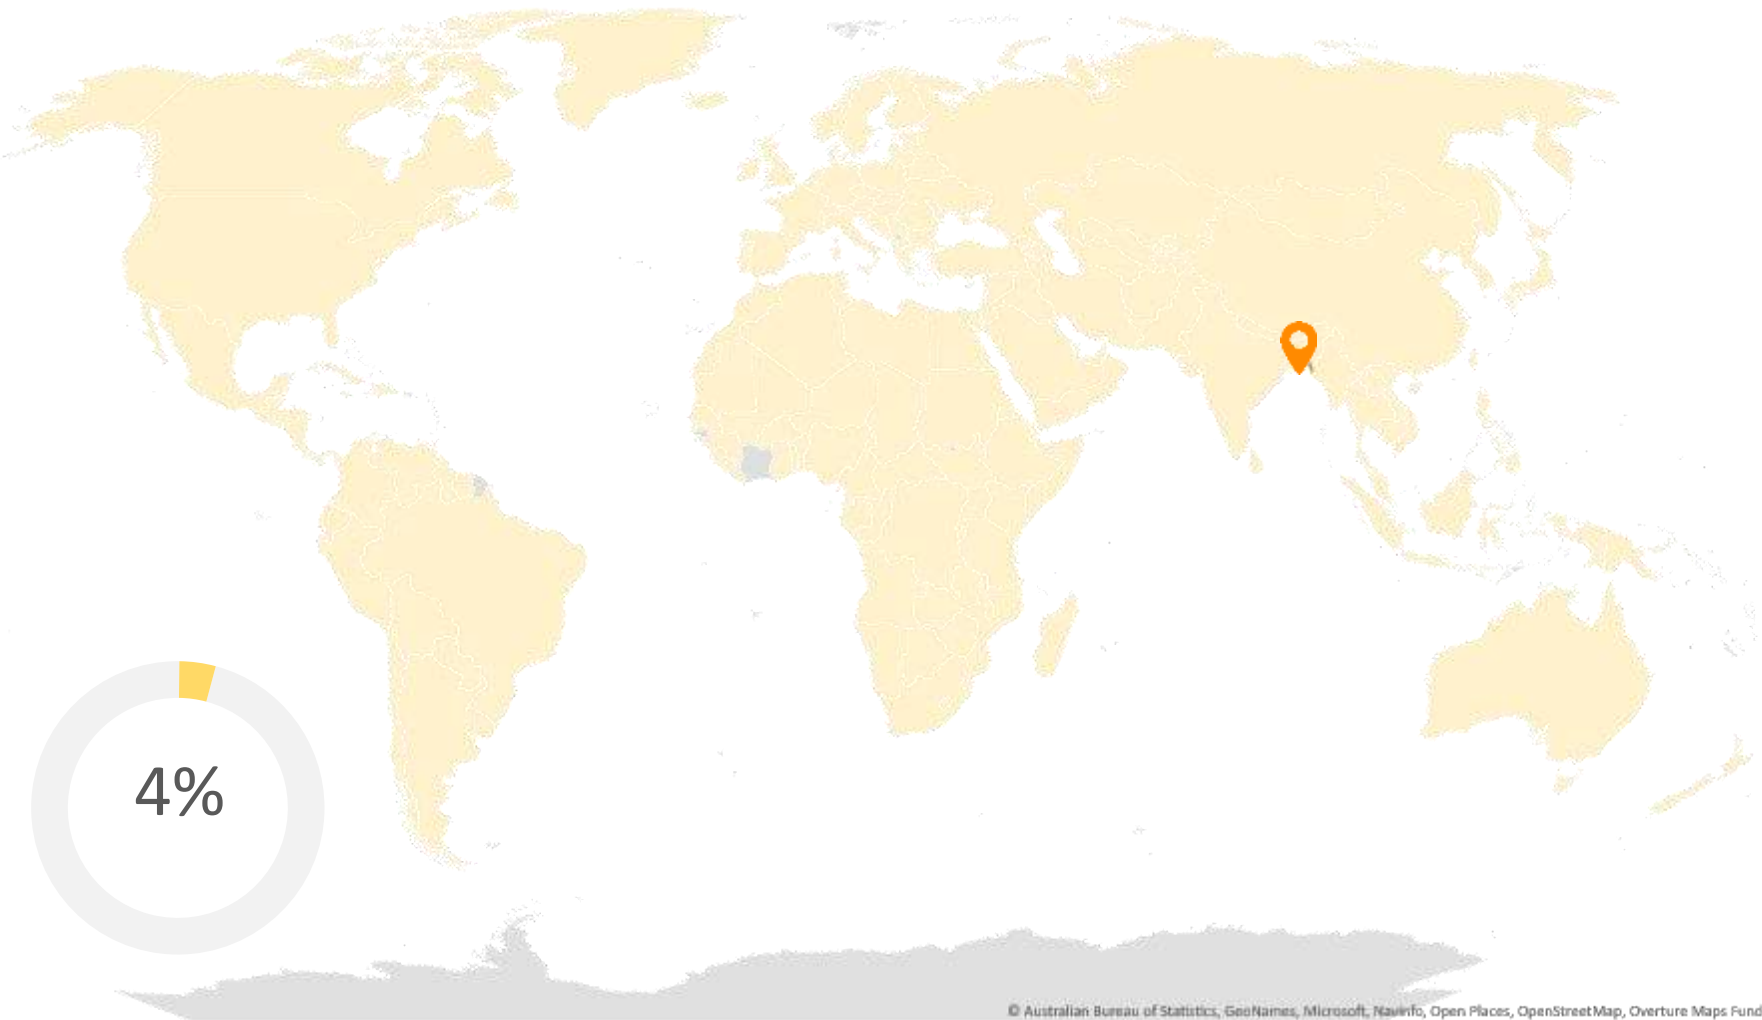 4%
© Australian Bureau of Statistics, GeoNames, Microsoft, Navinfo, Open Places, OpenStreetMap, Overture Maps Fund